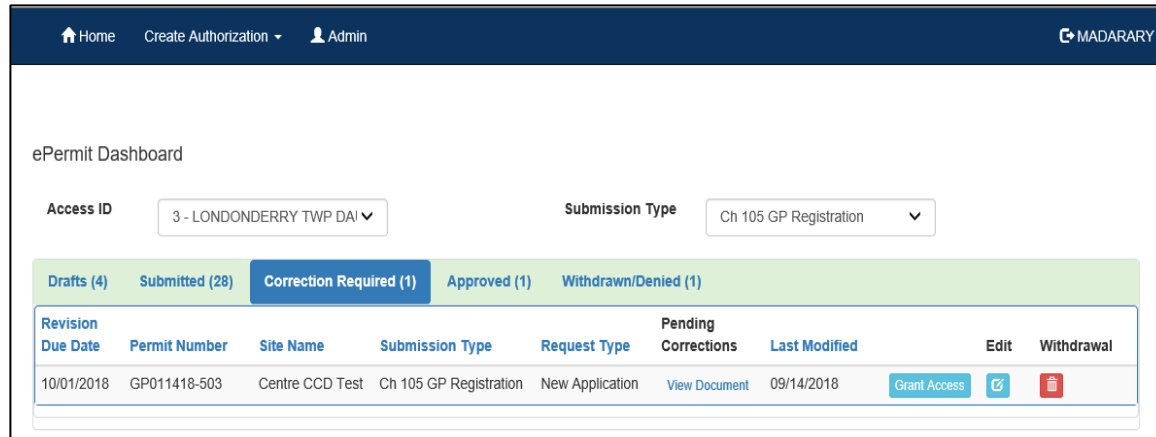 Home Create Authorization Admin MADARARY
ePermit Dashboard
Access ID 3 - LONDONDERRY TWP DAU Submission Type Ch 105 GP Registration
Drafts (4) Submitted (28) Correction Required (1) Approved (1) Withdrawn/Denied (1)
Revision Due Date Permit Number Site Name Submission Type Request Type Pending Corrections Last Modified Edit Withdrawal
10/01/2018 GP011418-503 Centre CCD Test Ch 105 GP Registration New Application View Document 09/14/2018 Grant Access